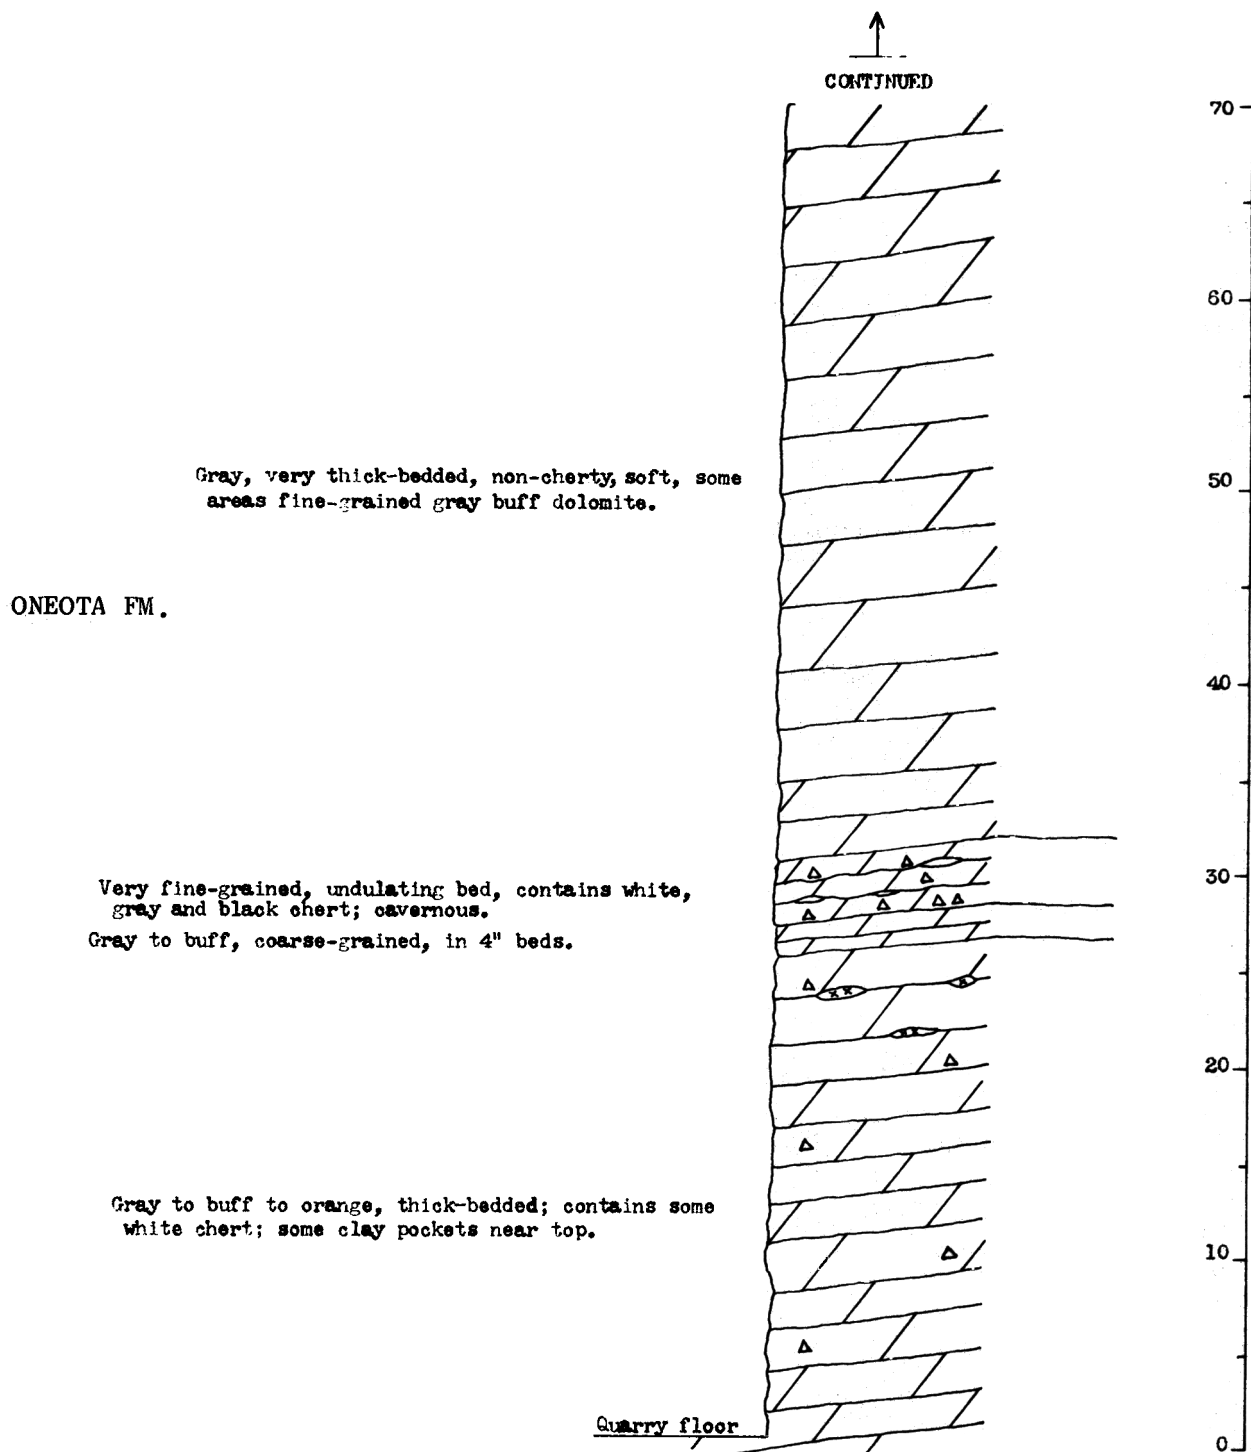 CONTINUED
70
60
Gray, very thick-bedded, non-cherty, soft, some
areas fine-grained gray buff dolomite.
50
ONEOTA FM.
40
Very fine-grained, undulating bed, contains white,
gray and black chert; cavernous.
30
Gray to buff, coarse-grained, in 4" beds.
20
Gray to buff to orange, thick-bedded; contains some
white chert; some clay pockets near top.
10
Quarry floor
0